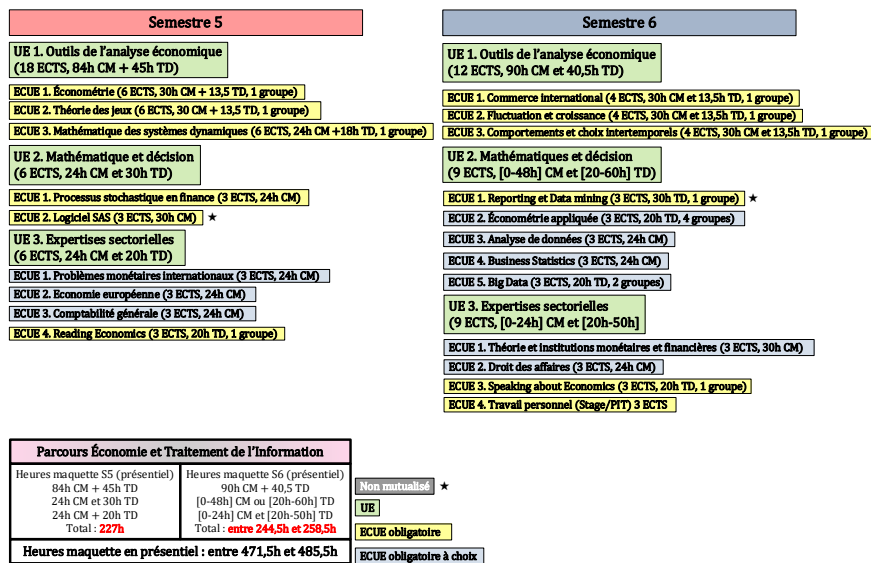 Semestre 5
UE 1. Outils de l'analyse économique
(18 ECTS, 84h CM + 45h TD)
ECUE 1. Économétrie (6 ECTS, 30h CM + 13,5 TD, 1 groupe)
ECUE 2. Théorie des jeux (6 ECTS, 30 CM + 13,5 TD, 1 groupe)
ECUE 3. Mathématique des systèmes dynamiques (6 ECTS, 24h CM +18h TD, 1 groupe)
UE 2. Mathématique et décision
(6 ECTS, 24h CM et 30h TD)
ECUE 1. Processus stochastique en finance (3 ECTS, 24h CM)
ECUE 2. Logiciel SAS (3 ECTS, 30h CM) ★
UE 3. Expertises sectorielles
(6 ECTS, 24h CM et 20h TD)
ECUE 1. Problèmes monétaires internationaux (3 ECTS, 24h CM)
ECUE 2. Economie européenne (3 ECTS, 24h CM)
ECUE 3. Comptabilité générale (3 ECTS, 24h CM)
ECUE 4. Reading Economics (3 ECTS, 20h TD, 1 groupe)
Semestre 6
UE 1. Outils de l'analyse économique
(12 ECTS, 90h CM et 40,5h TD)
ECUE 1. Commerce international (4 ECTS, 30h CM et 13,5h TD, 1 groupe)
ECUE 2. Fluctuation et croissance (4 ECTS, 30h CM et 13,5h TD, 1 groupe)
ECUE 3. Comportements et choix intertemporels (4 ECTS, 30h CM et 13,5h TD, 1 groupe)
UE 2. Mathématiques et décision
(9 ECTS, [0-48h] CM et [20-60h] TD)
ECUE 1. Reporting et Data mining (3 ECTS, 30h TD, 1 groupe) ★
ECUE 2. Économétrie appliquée (3 ECTS, 20h TD, 4 groupes)
ECUE 3. Analyse de données (3 ECTS, 24h CM)
ECUE 4. Business Statistics (3 ECTS, 24h CM)
ECUE 5. Big Data (3 ECTS, 20h TD, 2 groupes)
UE 3. Expertises sectorielles
(9 ECTS, [0-24h] CM et [20h-50h]
ECUE 1. Théorie et institutions monétaires et financières (3 ECTS, 30h CM)
ECUE 2. Droit des affaires (3 ECTS, 24h CM)
ECUE 3. Speaking about Economics (3 ECTS, 20h TD, 1 groupe)
ECUE 4. Travail personnel (Stage/PIT) 3 ECTS
Parcours Économie et Traitement de l'Information
Heures maquette S5 (présentiel)
84h CM + 45h TD
24h CM et 30h TD
24h CM + 20h TD
Total : 227h
Heures maquette S6 (présentiel)
90h CM + 40,5 TD
[0-48h] CM ou [20h-60h] TD
[0-24h] CM et [20h-50h] TD
Total : entre 244,5h et 258,5h
Heures maquette en présentiel : entre 471,5h et 485,5h
Non mutualisé ★
UE
ECUE obligatoire
ECUE obligatoire à choix